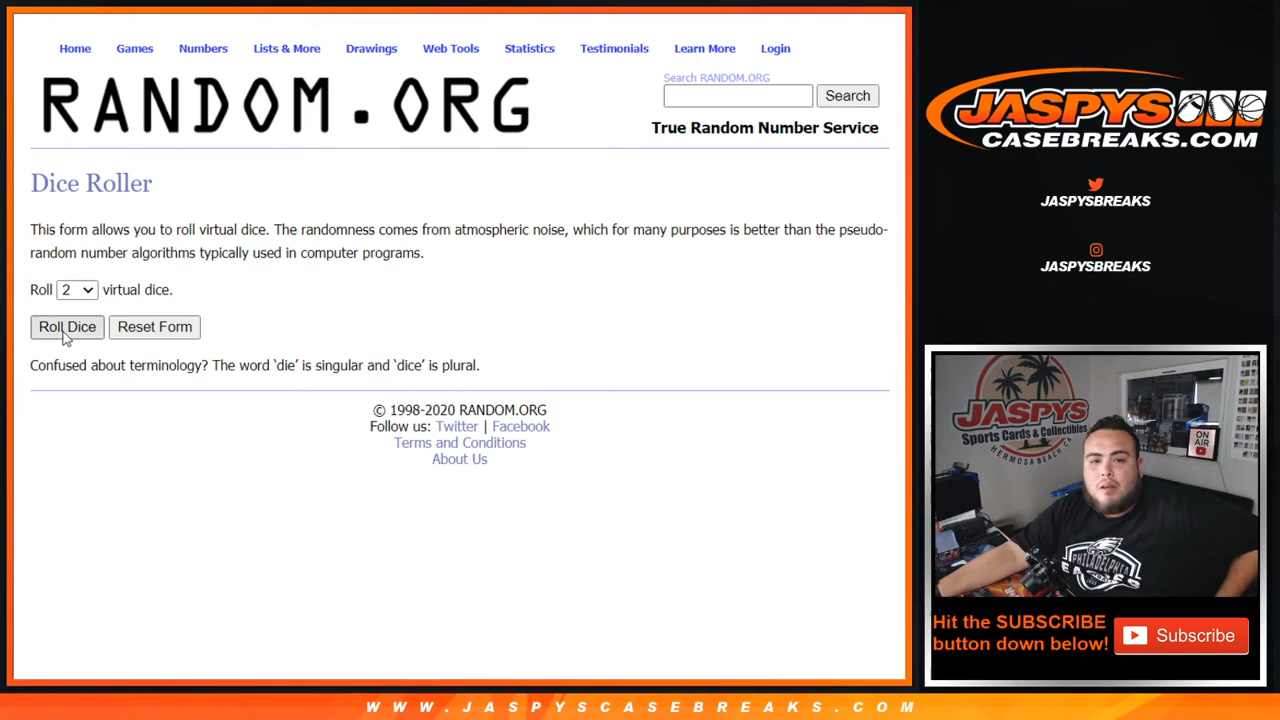 Home Games Numbers Lists & More Drawings Web Tools Statistics Testimonials Learn More Login
RANDOM.ORG
Search RANDOM.ORG
Search
True Random Number Service
Dice Roller
This form allows you to roll virtual dice. The randomness comes from atmospheric noise, which for many purposes is better than the pseudo-
random number algorithms typically used in computer programs.
Roll 2 virtual dice.
Roll Dice Reset Form
Confused about terminology? The word ‘die’ is singular and ‘dice’ is plural.
© 1998-2020 RANDOM.ORG
Follow us: Twitter | Facebook
Terms and Conditions
About Us
JASPYS
CASEBREAKS.COM
JASPYSBREAKS
JASPYSBREAKS
JASPYS
Sports Cards & Collectibles
HERMOSA BEACH, CA
ON AIR
PHILADELPHIA
EAGLES
Hit the SUBSCRIBE
button down below!
Subscribe
WWW.JASPYSCASEBREAKS.COM